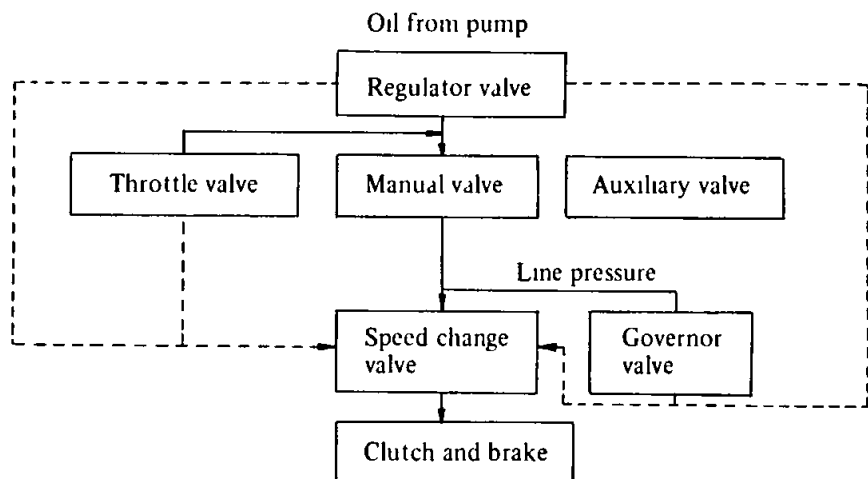 Oil from pump
Regulator valve
Throttle valve
Manual valve
Auxiliary valve
Line pressure
Speed change
valve
Governor
valve
Clutch and brake